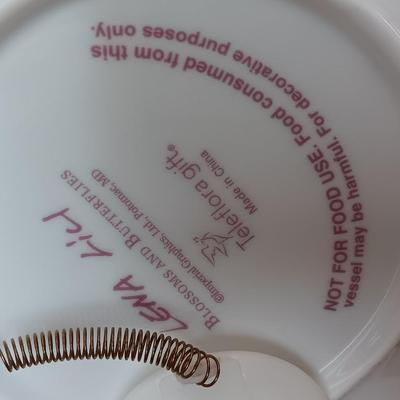 NOT FOR FOOD USE. Food consumed from this
vessel may be harmful. For decorative purposes only.
Teleflora gift®
Made in China
BLOSSOMS AND BUTTERFLIES
@Imperial Graphics, Ltd., Potomac, MD
LENA